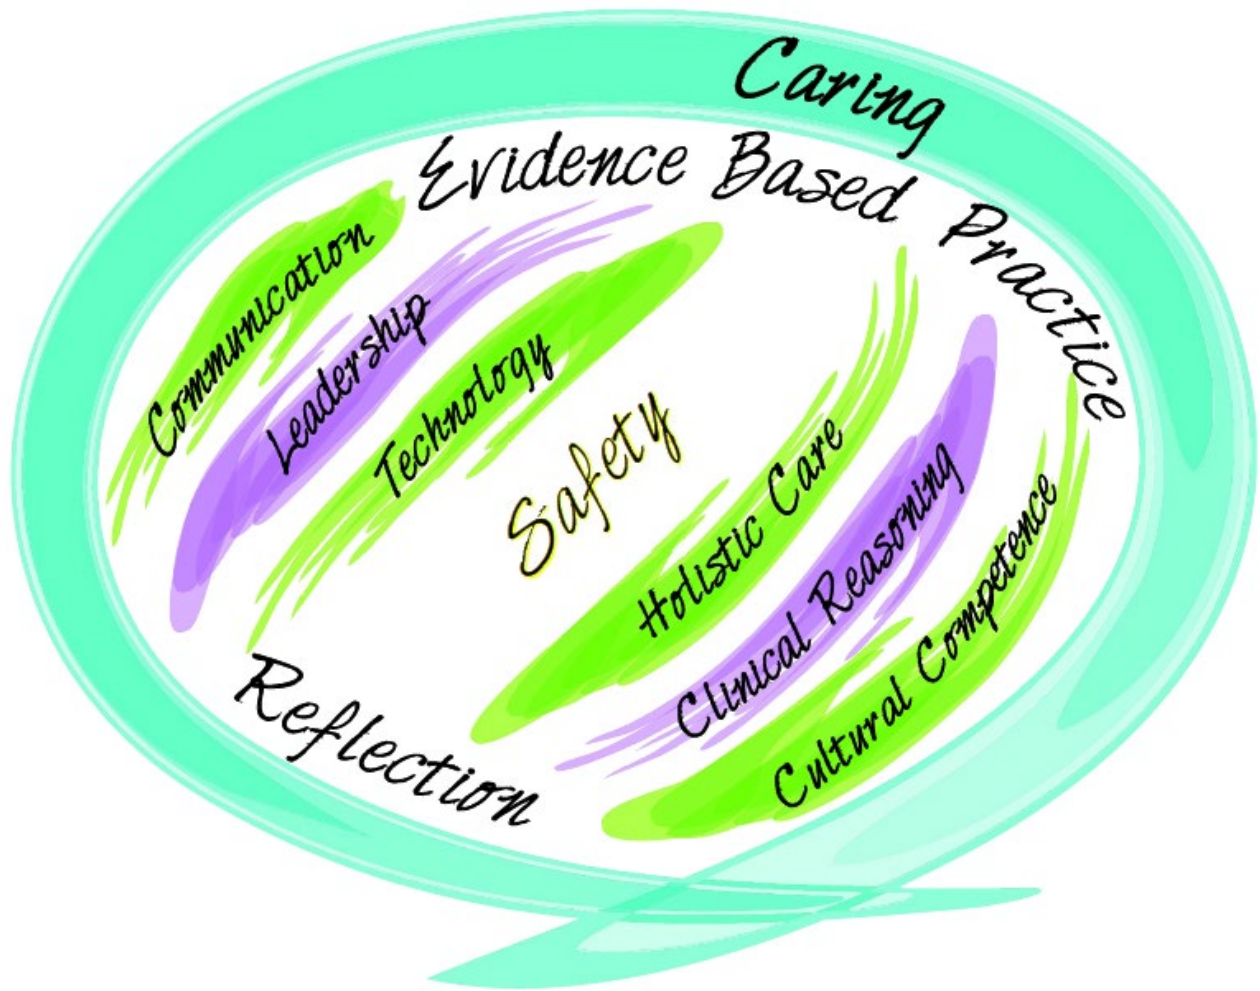 Caring
Evidence Based Practice
Communication
Leadership
Technology
Safety
Holistic Care
Clinical Reasoning
Cultural Competence
Reflection